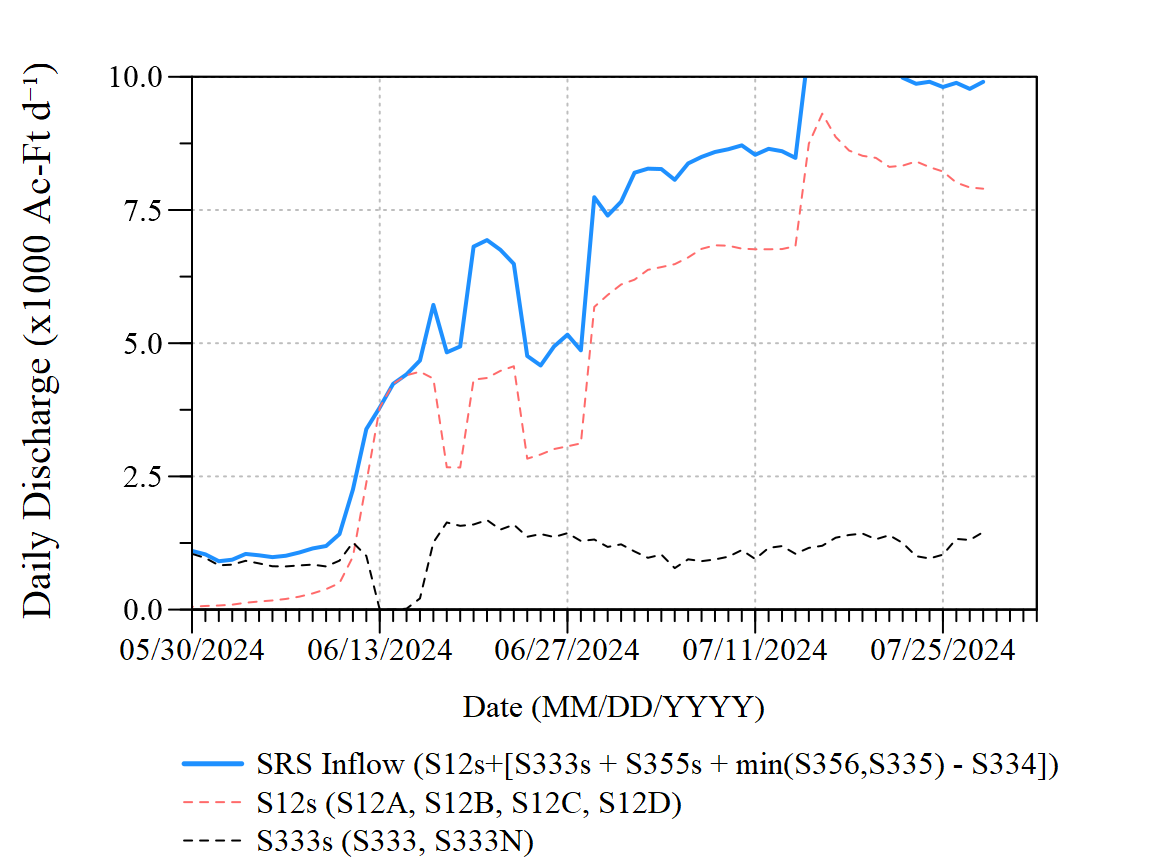 Daily Discharge (x1000 Ac-Ft d⁻¹)
10.0
7.5
5.0
2.5
0.0
05/30/2024 06/13/2024 06/27/2024 07/11/2024 07/25/2024
Date (MM/DD/YYYY)
SRS Inflow (S12s+[S333s + S355s + min(S356,S335) - S334])
S12s (S12A, S12B, S12C, S12D)
S333s (S333, S333N)